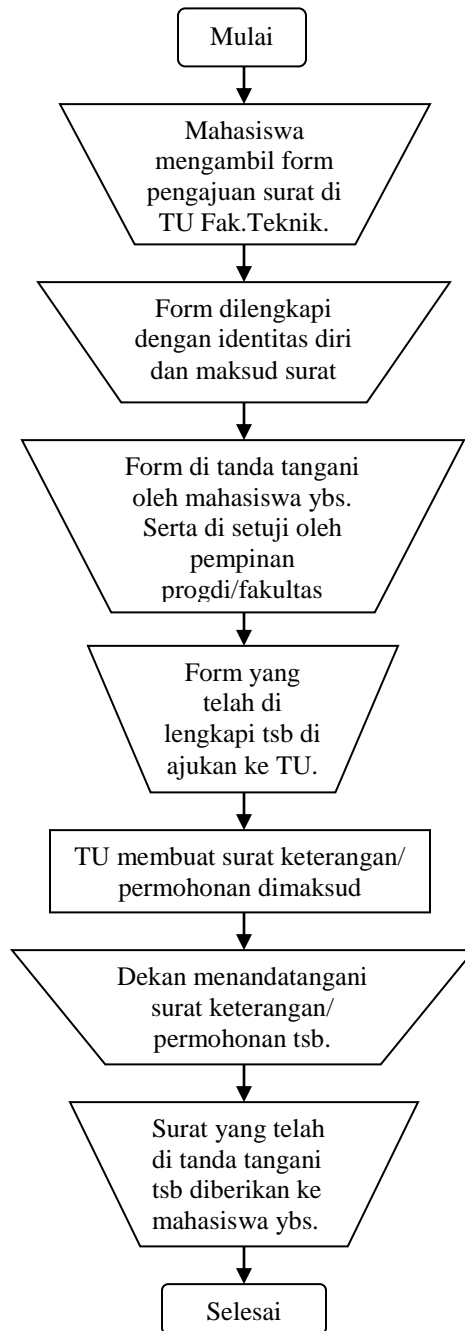 Mulai
Mahasiswa
mengambil form
pengajuan surat di
TU Fak.Teknik.
Form dilengkapi
dengan identitas diri
dan maksud surat
Form di tanda tangani
oleh mahasiswa ybs.
Serta di setuji oleh
pempinan
progdi/fakultas
Form yang
telah di
lengkapi tsb di
ajukan ke TU.
TU membuat surat keterangan/
permohonan dimaksud
Dekan menandatangani
surat keterangan/
permohonan tsb.
Surat yang telah
di tanda tangani
tsb diberikan ke
mahasiswa ybs.
Selesai